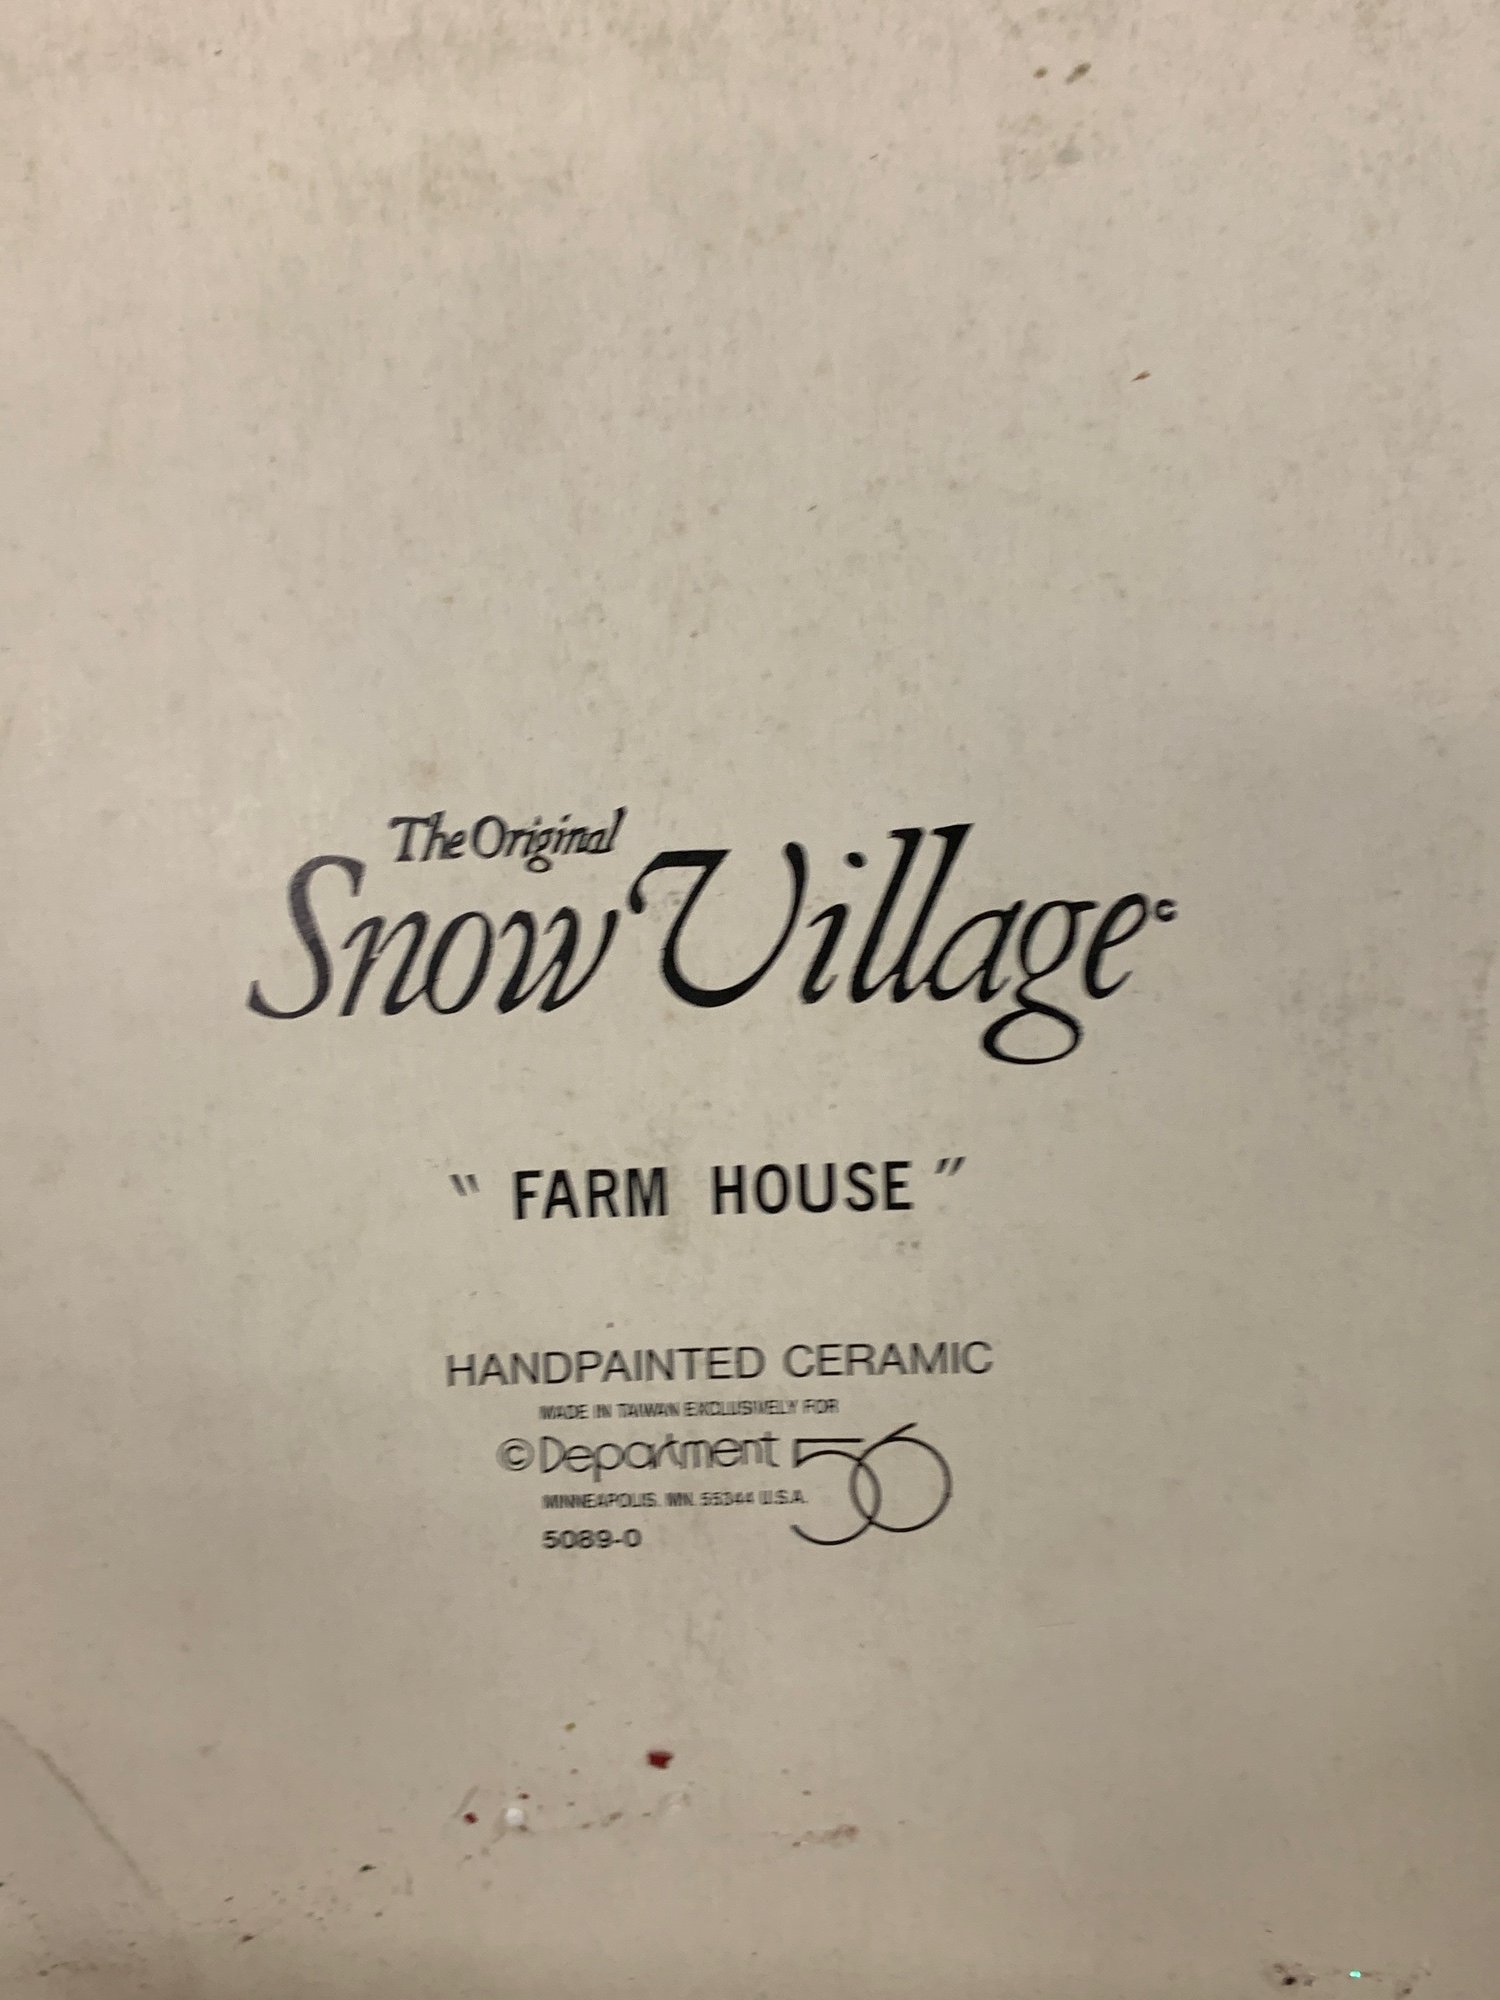 The Original
Snow Village©
"FARM HOUSE"
HANDPAINTED CERAMIC
MADE IN TAIWAN EXCLUSIVELY FOR
©Department 56
MINNEAPOLIS. MN. 55344 U.S.A.
5089-0